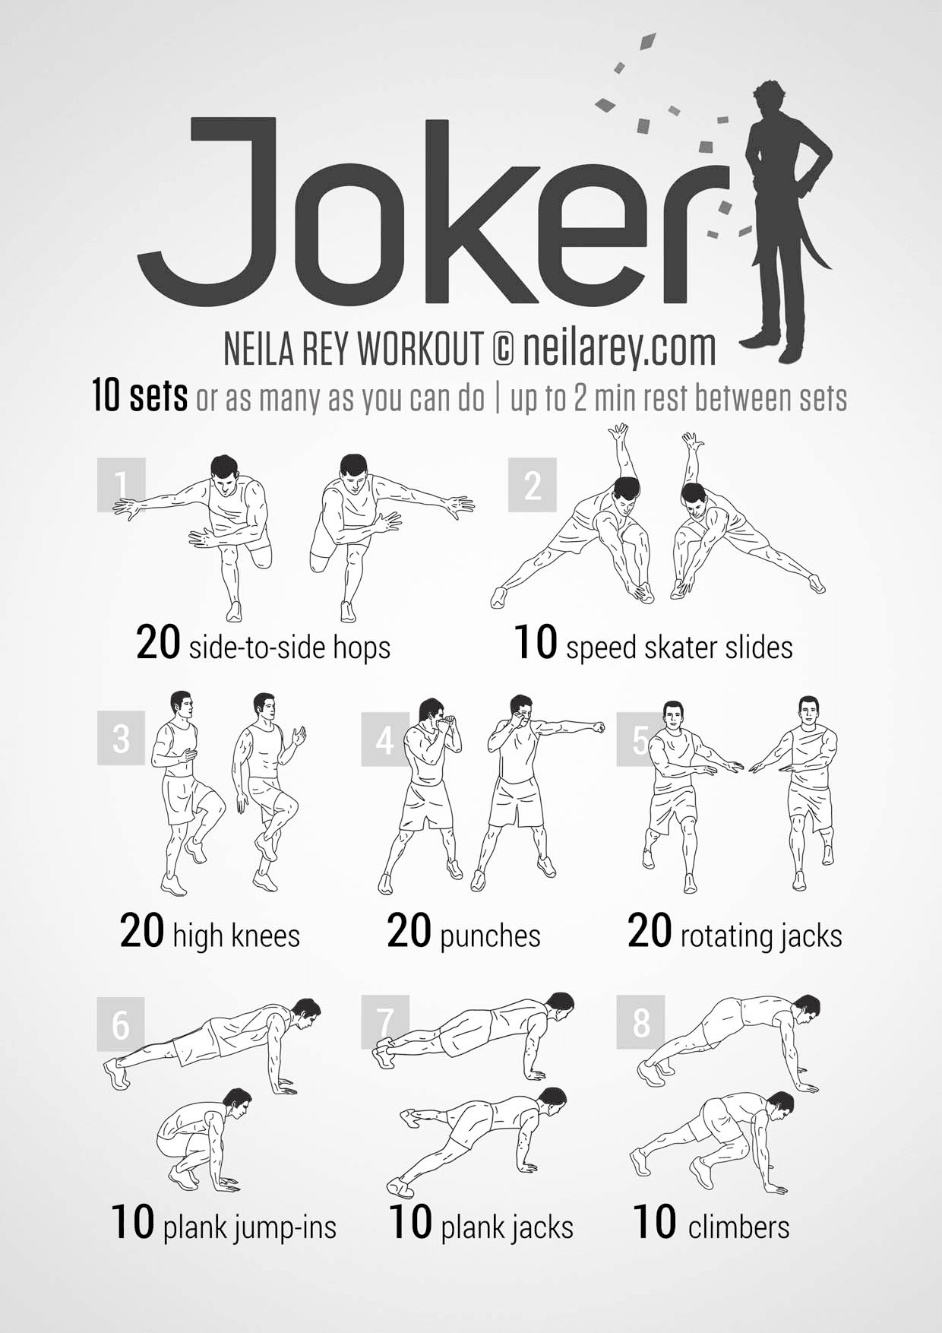 Joker
NEILA REY WORKOUT © neilarey.com
10 sets or as many as you can do | up to 2 min rest between sets
1
2
20 side-to-side hops
10 speed skater slides
3
4
5
20 high knees
20 punches
20 rotating jacks
6
7
8
10 plank jump-ins
10 plank jacks
10 climbers